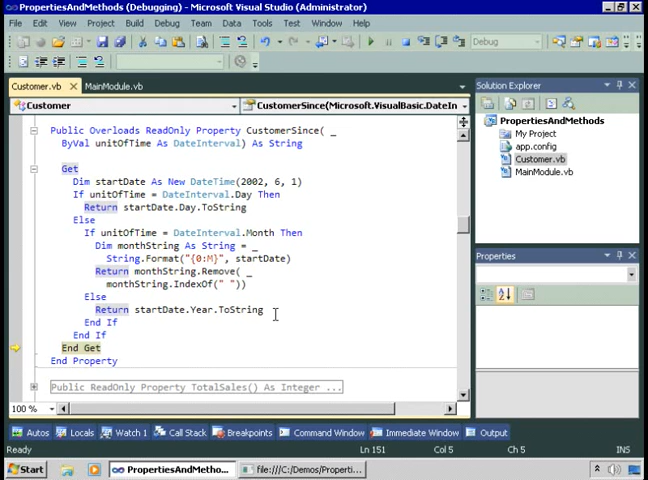 PropertiesAndMethods (Debugging) - Microsoft Visual Studio (Administrator)
File Edit View Project Build Debug Team Data Tools Test Window Help
Debug
Customer.vb MainModule.vb
Customer CustomerSince(Microsoft.VisualBasic.DateIn
Public Overloads ReadOnly Property CustomerSince( _
ByVal unitOfTime As DateInterval) As String
Get
Dim startDate As New DateTime(2002, 6, 1)
If unitOfTime = DateInterval.Day Then
Return startDate.Day.ToString
Else
If unitOfTime = DateInterval.Month Then
Dim monthString As String = _
String.Format("{0:M}", startDate)
Return monthString.Remove( _
monthString.IndexOf(" "))
Else
Return startDate.Year.ToString
End If
End If
End Get
End Property
Public ReadOnly Property TotalSales() As Integer ...
100 %
Solution Explorer
PropertiesAndMethods
My Project
app.config
Customer.vb
MainModule.vb
Properties
Autos Locals Watch 1 Call Stack Breakpoints Command Window Immediate Window Output
Ready Ln 151 Col 5 Ch 5 INS
Start PropertiesAndMetho... file:///C:/Demos/Properti...